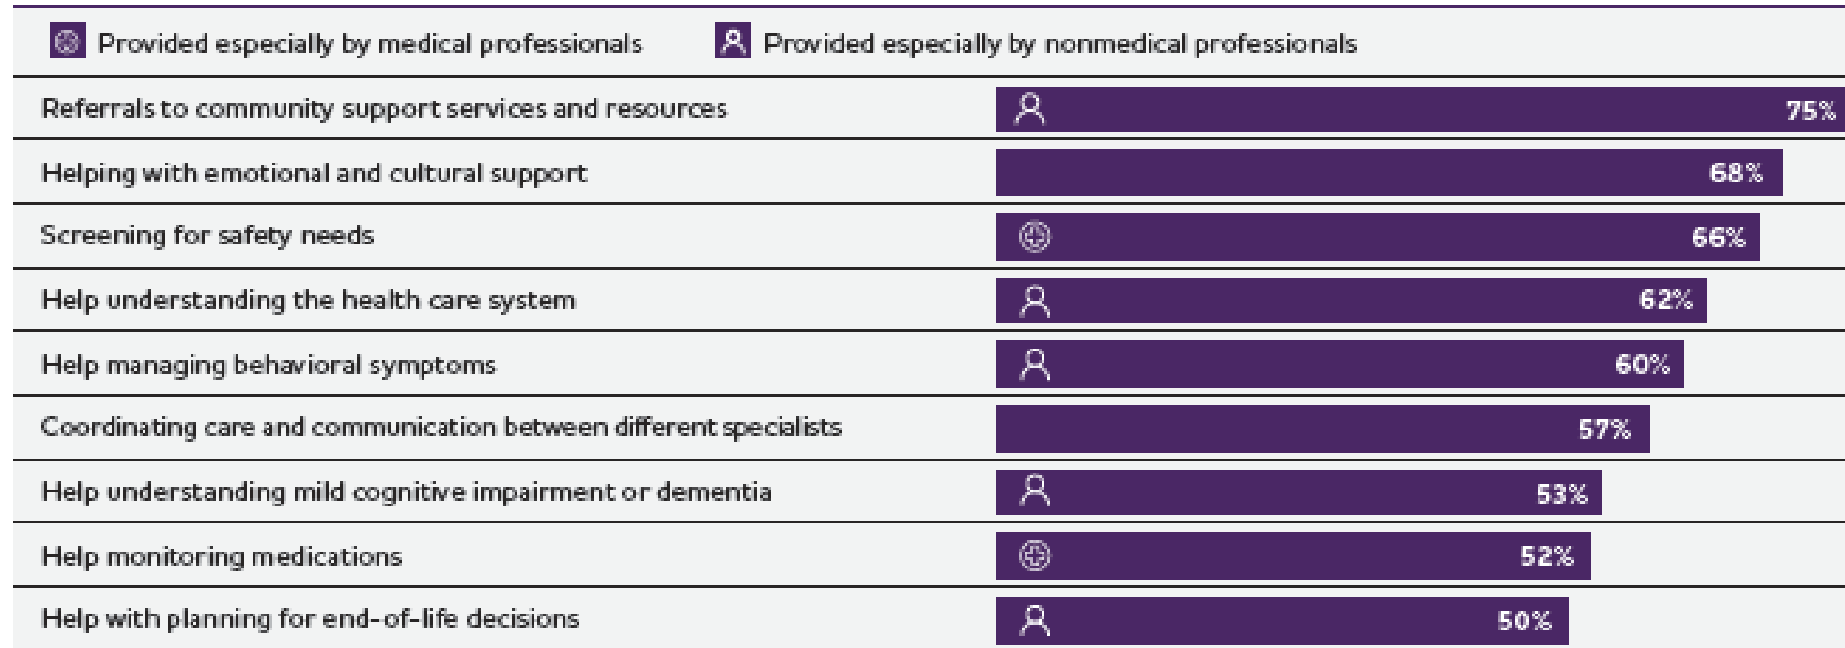 Provided especially by medical professionals Provided especially by nonmedical professionals
Referrals to community support services and resources 75%
Helping with emotional and cultural support 68%
Screening for safety needs 66%
Help understanding the health care system 62%
Help managing behavioral symptoms 60%
Coordinating care and communication between different specialists 57%
Help understanding mild cognitive impairment or dementia 53%
Help monitoring medications 52%
Help with planning for end-of-life decisions 50%